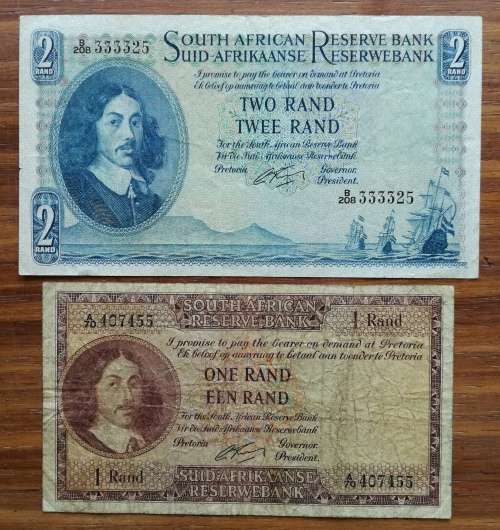 2
RAND
B/208 333325
SOUTH AFRICAN RESERVE BANK
SUID-AFRIKAANSE RESERWEBANK
2
RAND
I promise to pay the bearer on demand at Pretoria
Ek beloof op aanvraag te betaal aan toonder te Pretoria
TWO RAND
TWEE RAND
For the South African Reserve Bank
Vir die Suid-Afrikaanse Reserwebank
Pretoria
Governor.
President.
B/208 333325
2
RAND
A/70 407455
SOUTH AFRICAN
RESERVE BANK
1 Rand
I promise to pay the bearer on demand at Pretoria
Ek beloof op aanvraag te betaal aan toonder te Pretoria
ONE RAND
EEN RAND
For the South African Reserve Bank
Vir die Suid-Afrikaanse Reserwebank
Pretoria
Governor.
President.
1 Rand
SUID-AFRIKAANSE
RESERWEBANK
A/70 407455